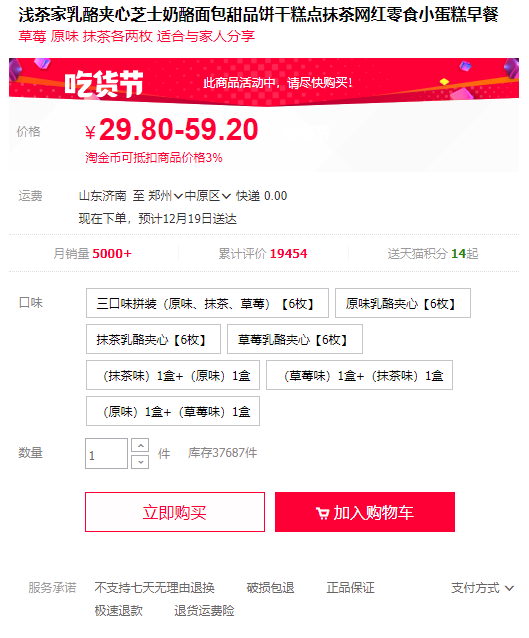 浅茶家乳酪夹心芝士奶酪面包甜品饼干糕点抹茶网红零食小蛋糕早餐
草莓 原味 抹茶各两枚 适合与家人分享
吃货节 此商品活动中，请尽快购买！
价格 ¥29.80-59.20
淘金币可抵扣商品价格3%
运费 山东济南 至 郑州 中原区 快递 0.00
现在下单，预计12月19日送达
月销量 5000+ 累计评价 19454 送天猫积分 14起
口味 三口味拼装（原味、抹茶、草莓）【6枚】 原味乳酪夹心【6枚】
抹茶乳酪夹心【6枚】 草莓乳酪夹心【6枚】
（抹茶味）1盒+（原味）1盒 （草莓味）1盒+（抹茶味）1盒
（原味）1盒+（草莓味）1盒
数量 1 件 库存37687件
立即购买 加入购物车
服务承诺 不支持七天无理由退换 破损包退 正品保证 支付方式
极速退款 退货运费险